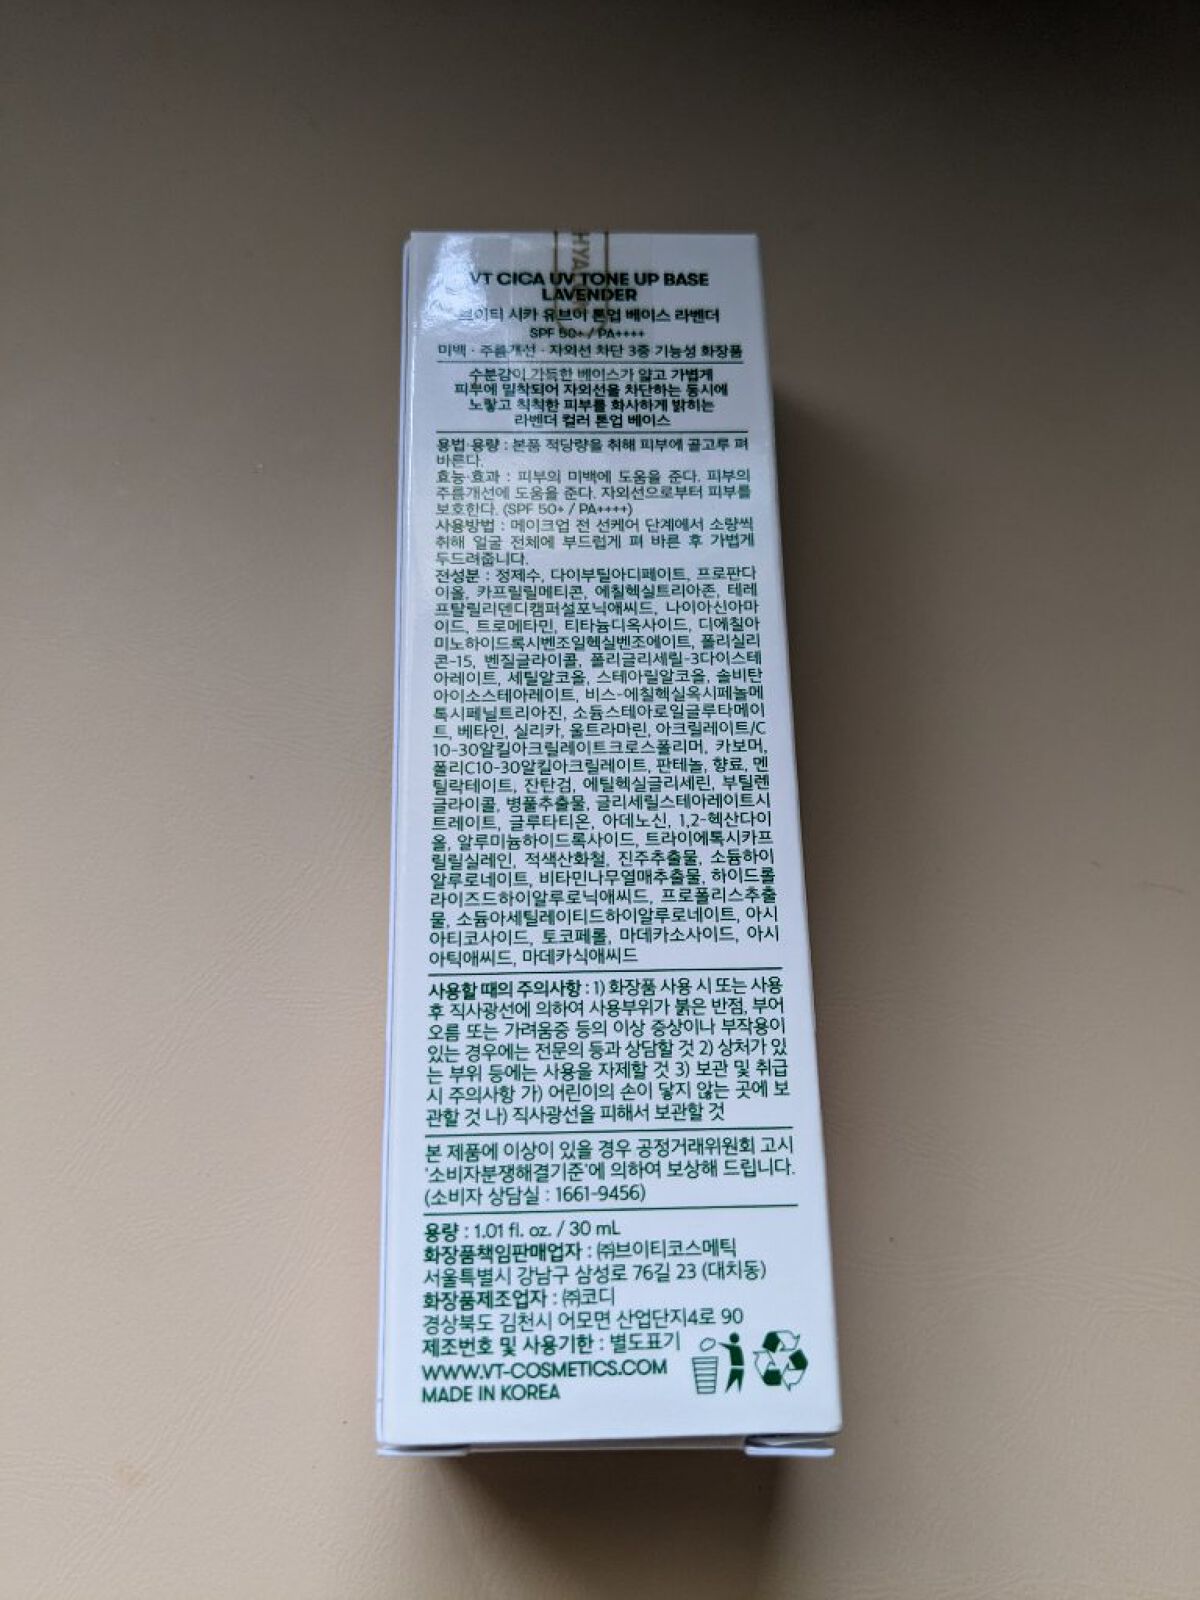 HYA
VT CICA UV TONE UP BASE
LAVENDER
브이티 시카 유브이 톤업 베이스 라벤더
SPF 50+ / PA++++
미백 · 주름개선 · 자외선 차단 3중 기능성 화장품
수분감이 가득한 베이스가 얇고 가볍게
피부에 밀착되어 자외선을 차단하는 동시에
노랗고 칙칙한 피부를 화사하게 밝히는
라벤더 컬러 톤업 베이스
용법·용량 : 본품 적당량을 취해 피부에 골고루 펴
바른다.
효능·효과 : 피부의 미백에 도움을 준다. 피부의
주름개선에 도움을 준다. 자외선으로부터 피부를
보호한다. (SPF 50+ / PA++++)
사용방법 : 메이크업 전 선케어 단계에서 소량씩
취해 얼굴 전체에 부드럽게 펴 바른 후 가볍게
두드려줍니다.
전성분 : 정제수, 다이부틸아디페이트, 프로판다
이올, 카프릴릴메티콘, 에칠헥실트리아존, 테레
프탈릴리덴디캠퍼설포닉애씨드, 나이아신아마
이드, 트로메타민, 티타늄디옥사이드, 디에칠아
미노하이드록시벤조일헥실벤조에이트, 폴리실리
콘-15, 벤질글라이콜, 폴리글리세릴-3다이스테
아레이트, 세틸알코올, 스테아릴알코올, 솔비탄
아이소스테아레이트, 비스-에칠헥실옥시페놀메
톡시페닐트리아진, 소듐스테아로일글루타메이
트, 베타인, 실리카, 울트라마린, 아크릴레이트/C
10-30알킬아크릴레이트크로스폴리머, 카보머,
폴리C10-30알킬아크릴레이트, 판테놀, 향료, 멘
틸락테이트, 잔탄검, 에틸헥실글리세린, 부틸렌
글라이콜, 병풀추출물, 글리세릴스테아레이트시
트레이트, 글루타티온, 아데노신, 1,2-헥산다이
올, 알루미늄하이드록사이드, 트라이에톡시카프
릴릴실레인, 적색산화철, 진주추출물, 소듐하이
알루로네이트, 비타민나무열매추출물, 하이드롤
라이즈드하이알루로닉애씨드, 프로폴리스추출
물, 소듐아세틸레이티드하이알루로네이트, 아시
아티코사이드, 토코페롤, 마데카소사이드, 아시
아틱애씨드, 마데카식애씨드
사용할 때의 주의사항 : 1) 화장품 사용 시 또는 사용
후 직사광선에 의하여 사용부위가 붉은 반점, 부어
오름 또는 가려움증 등의 이상 증상이나 부작용이
있는 경우에는 전문의 등과 상담할 것 2) 상처가 있
는 부위 등에는 사용을 자제할 것 3) 보관 및 취급
시 주의사항 가) 어린이의 손이 닿지 않는 곳에 보
관할 것 나) 직사광선을 피해서 보관할 것
본 제품에 이상이 있을 경우 공정거래위원회 고시
'소비자분쟁해결기준'에 의하여 보상해 드립니다.
(소비자 상담실 : 1661-9456)
용량 : 1.01 fl. oz. / 30 mL
화장품책임판매업자 : ㈜브이티코스메틱
서울특별시 강남구 삼성로 76길 23 (대치동)
화장품제조업자 : ㈜코디
경상북도 김천시 어모면 산업단지4로 90
제조번호 및 사용기한 : 별도표기
WWW.VT-COSMETICS.COM
MADE IN KOREA